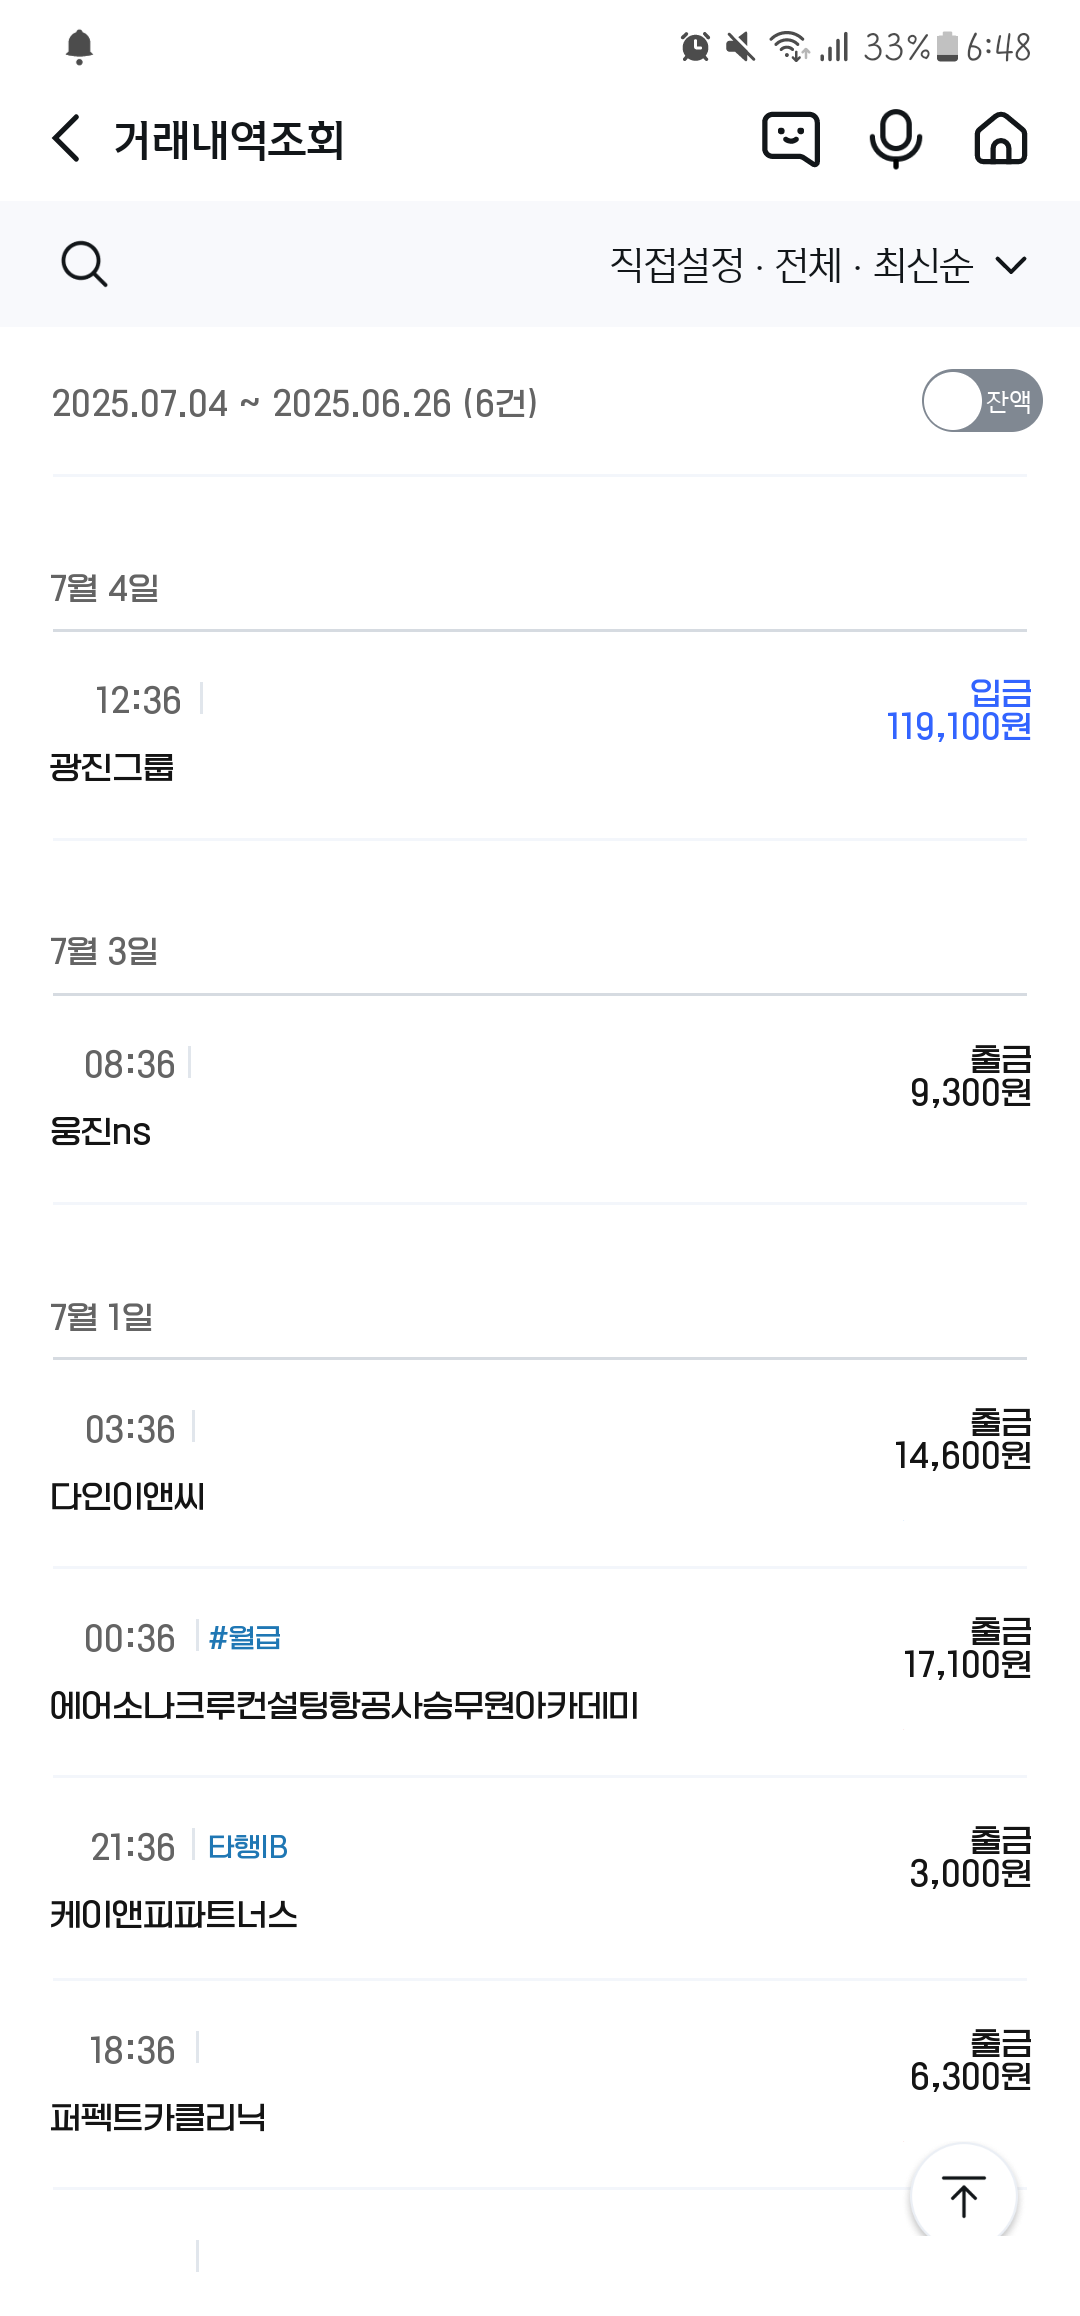 33% 6:48
거래내역조회
직접설정 · 전체 · 최신순
2025.07.04 ~ 2025.06.26 (6건)
잔액
7월 4일
12:36
입금
119,100원
광진그룹
7월 3일
08:36
출금
9,300원
웅진ns
7월 1일
03:36
출금
14,600원
다인이앤씨
00:36 #월급
출금
17,100원
에어소나크루컨설팅항공사승무원아카데미
21:36 타행IB
출금
3,000원
케이앤피파트너스
18:36
출금
6,300원
퍼펙트카클리닉